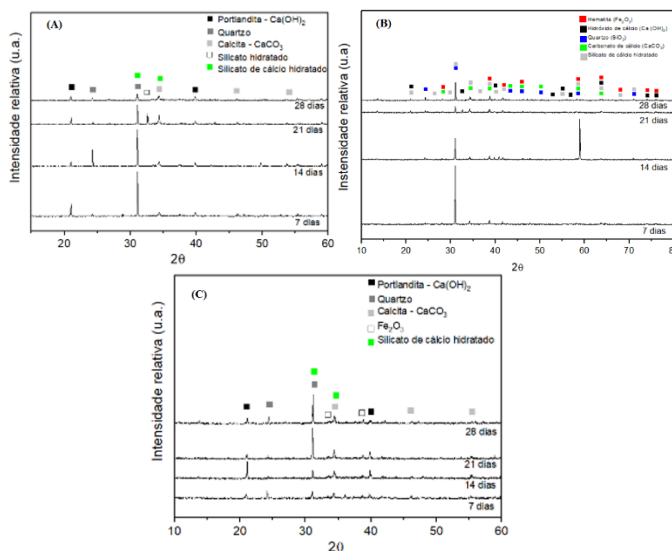 (A)
Portlandita - Ca(OH)2
Quartzo
Calcita - CaCO3
Silicato hidratado
Silicato de cálcio hidratado
Intensidade relativa (u.a.)
28 dias
21 dias
14 dias
7 dias
20 30 40 50 60
2θ
(B)
Hematita (Fe2O3)
Hidróxido de cálcio (Ca (OH)2)
Quartzo (SiO2)
Carbonato de cálcio (CaCO3)
Silicato de cálcio hidratado
Instensidade relativa (u.a.)
28 dias
21 dias
14 dias
7 dias
10 20 30 40 50 60 70 80
2θ
(C)
Portlandita - Ca(OH)2
Quartzo
Calcita - CaCO3
Fe2O3
Silicato de cálcio hidratado
Intensidade relativa (u.a.)
28 dias
21 dias
14 dias
7 dias
10 20 30 40 50 60
2θ